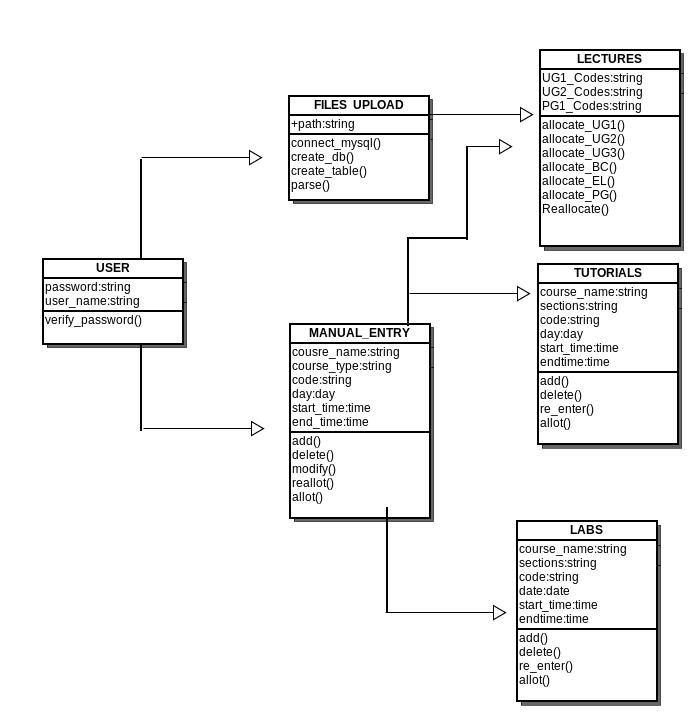 LECTURES
UG1_Codes:string
UG2_Codes:string
PG1_Codes:string
allocate_UG1()
allocate_UG2()
allocate_UG3()
allocate_BC()
allocate_EL()
allocate_PG()
Reallocate()
FILES UPLOAD
+path:string
connect_mysql()
create_db()
create_table()
parse()
USER
password:string
user_name:string
verify_password()
TUTORIALS
course_name:string
sections:string
code:string
day:day
start_time:time
endtime:time
add()
delete()
re_enter()
allot()
MANUAL_ENTRY
cousre_name:string
course_type:string
code:string
day:day
start_time:time
end_time:time
add()
delete()
modify()
reallot()
allot()
LABS
course_name:string
sections:string
code:string
date:date
start_time:time
endtime:time
add()
delete()
re_enter()
allot()